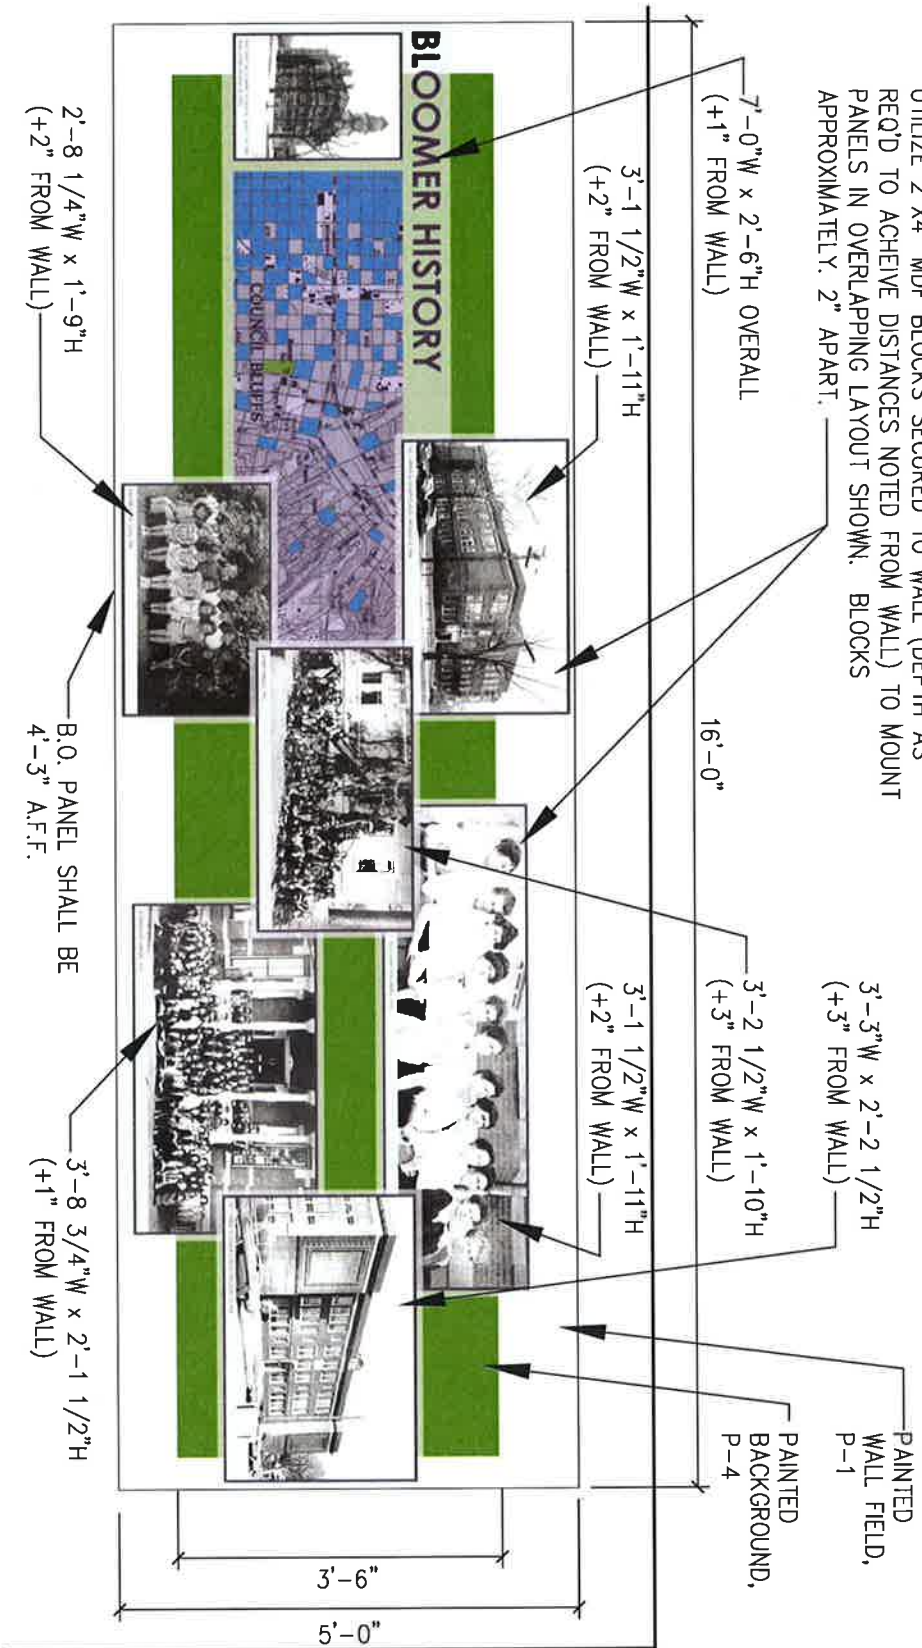 UTILIZE 2"X4" MDF BLOCKS SECURED TO WALL (DEPTH AS
REQ'D TO ACHEIVE DISTANCES NOTED FROM WALL) TO MOUNT
PANELS IN OVERLAPPING LAYOUT SHOWN. BLOCKS
APPROXIMATELY. 2" APART.
7'-0"W x 2'-6"H OVERALL
(+1" FROM WALL)
3'-1 1/2"W x 1'-11"H
(+2" FROM WALL)
16'-0"
3'-3"W x 2'-2 1/2"H
(+3" FROM WALL)
3'-2 1/2"W x 1'-10"H
(+3" FROM WALL)
3'-1 1/2"W x 1'-11"H
(+2" FROM WALL)
PAINTED
WALL FIELD,
P-1
PAINTED
BACKGROUND,
P-4
BLOOMER HISTORY
COUNCIL BLUFFS
3'-6"
5'-0"
2'-8 1/4"W x 1'-9"H
(+2" FROM WALL)
B.O. PANEL SHALL BE
4'-3" A.F.F.
3'-8 3/4"W x 2'-1 1/2"H
(+1" FROM WALL)